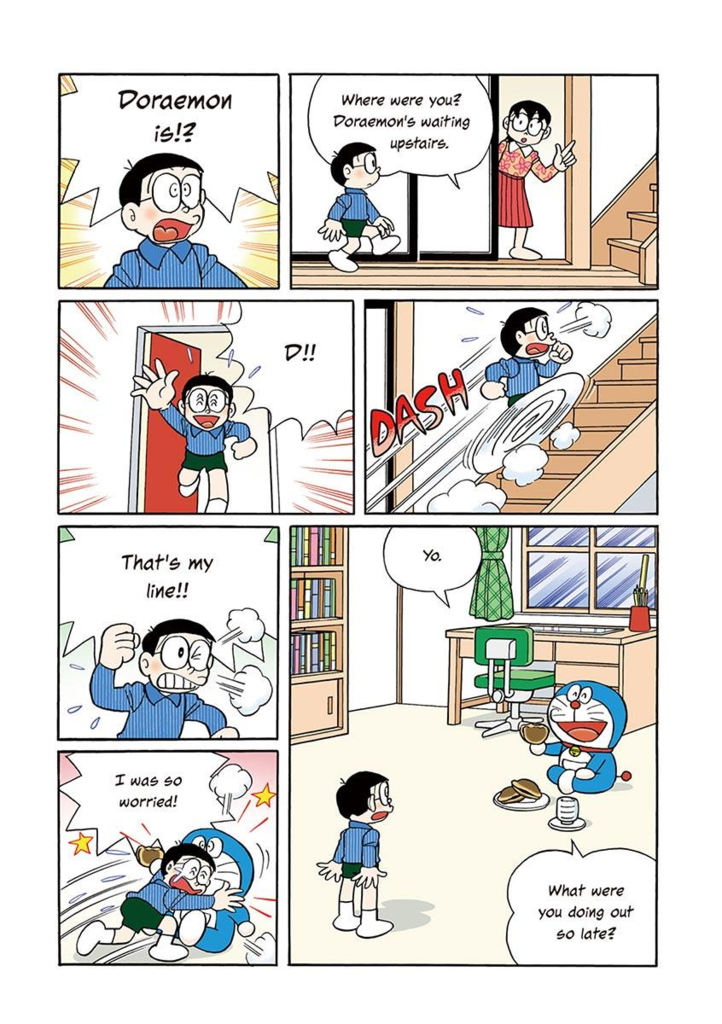 Where were you?
Doraemon's waiting
upstairs.
Doraemon
is!?
DASH
D!!
Yo.
What were
you doing out
so late?
That's my
line!!
I was so
worried!